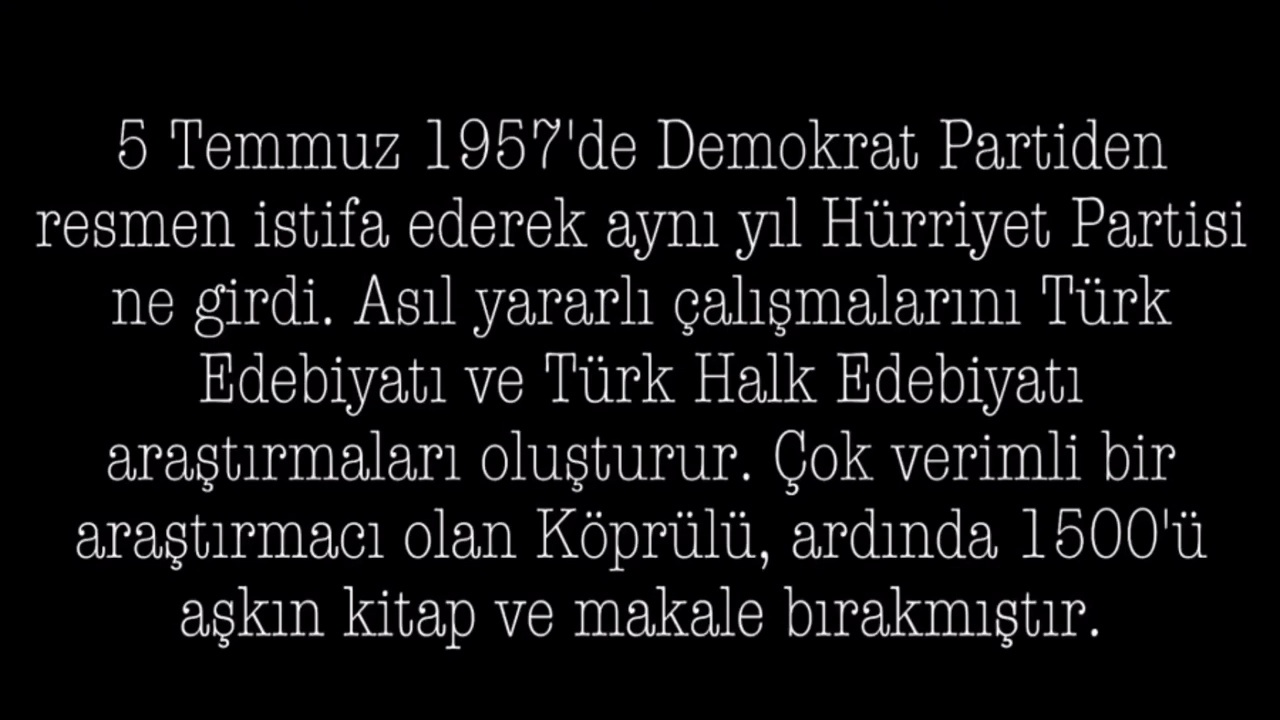 5 Temmuz 1957'de Demokrat Partiden
resmen istifa ederek aynı yıl Hürriyet Partisi
ne girdi. Asıl yararlı çalışmalarını Türk
Edebiyatı ve Türk Halk Edebiyatı
araştırmaları oluşturur. Çok verimli bir
araştırmacı olan Köprülü, ardında 1500'ü
aşkın kitap ve makale bırakmıştır.